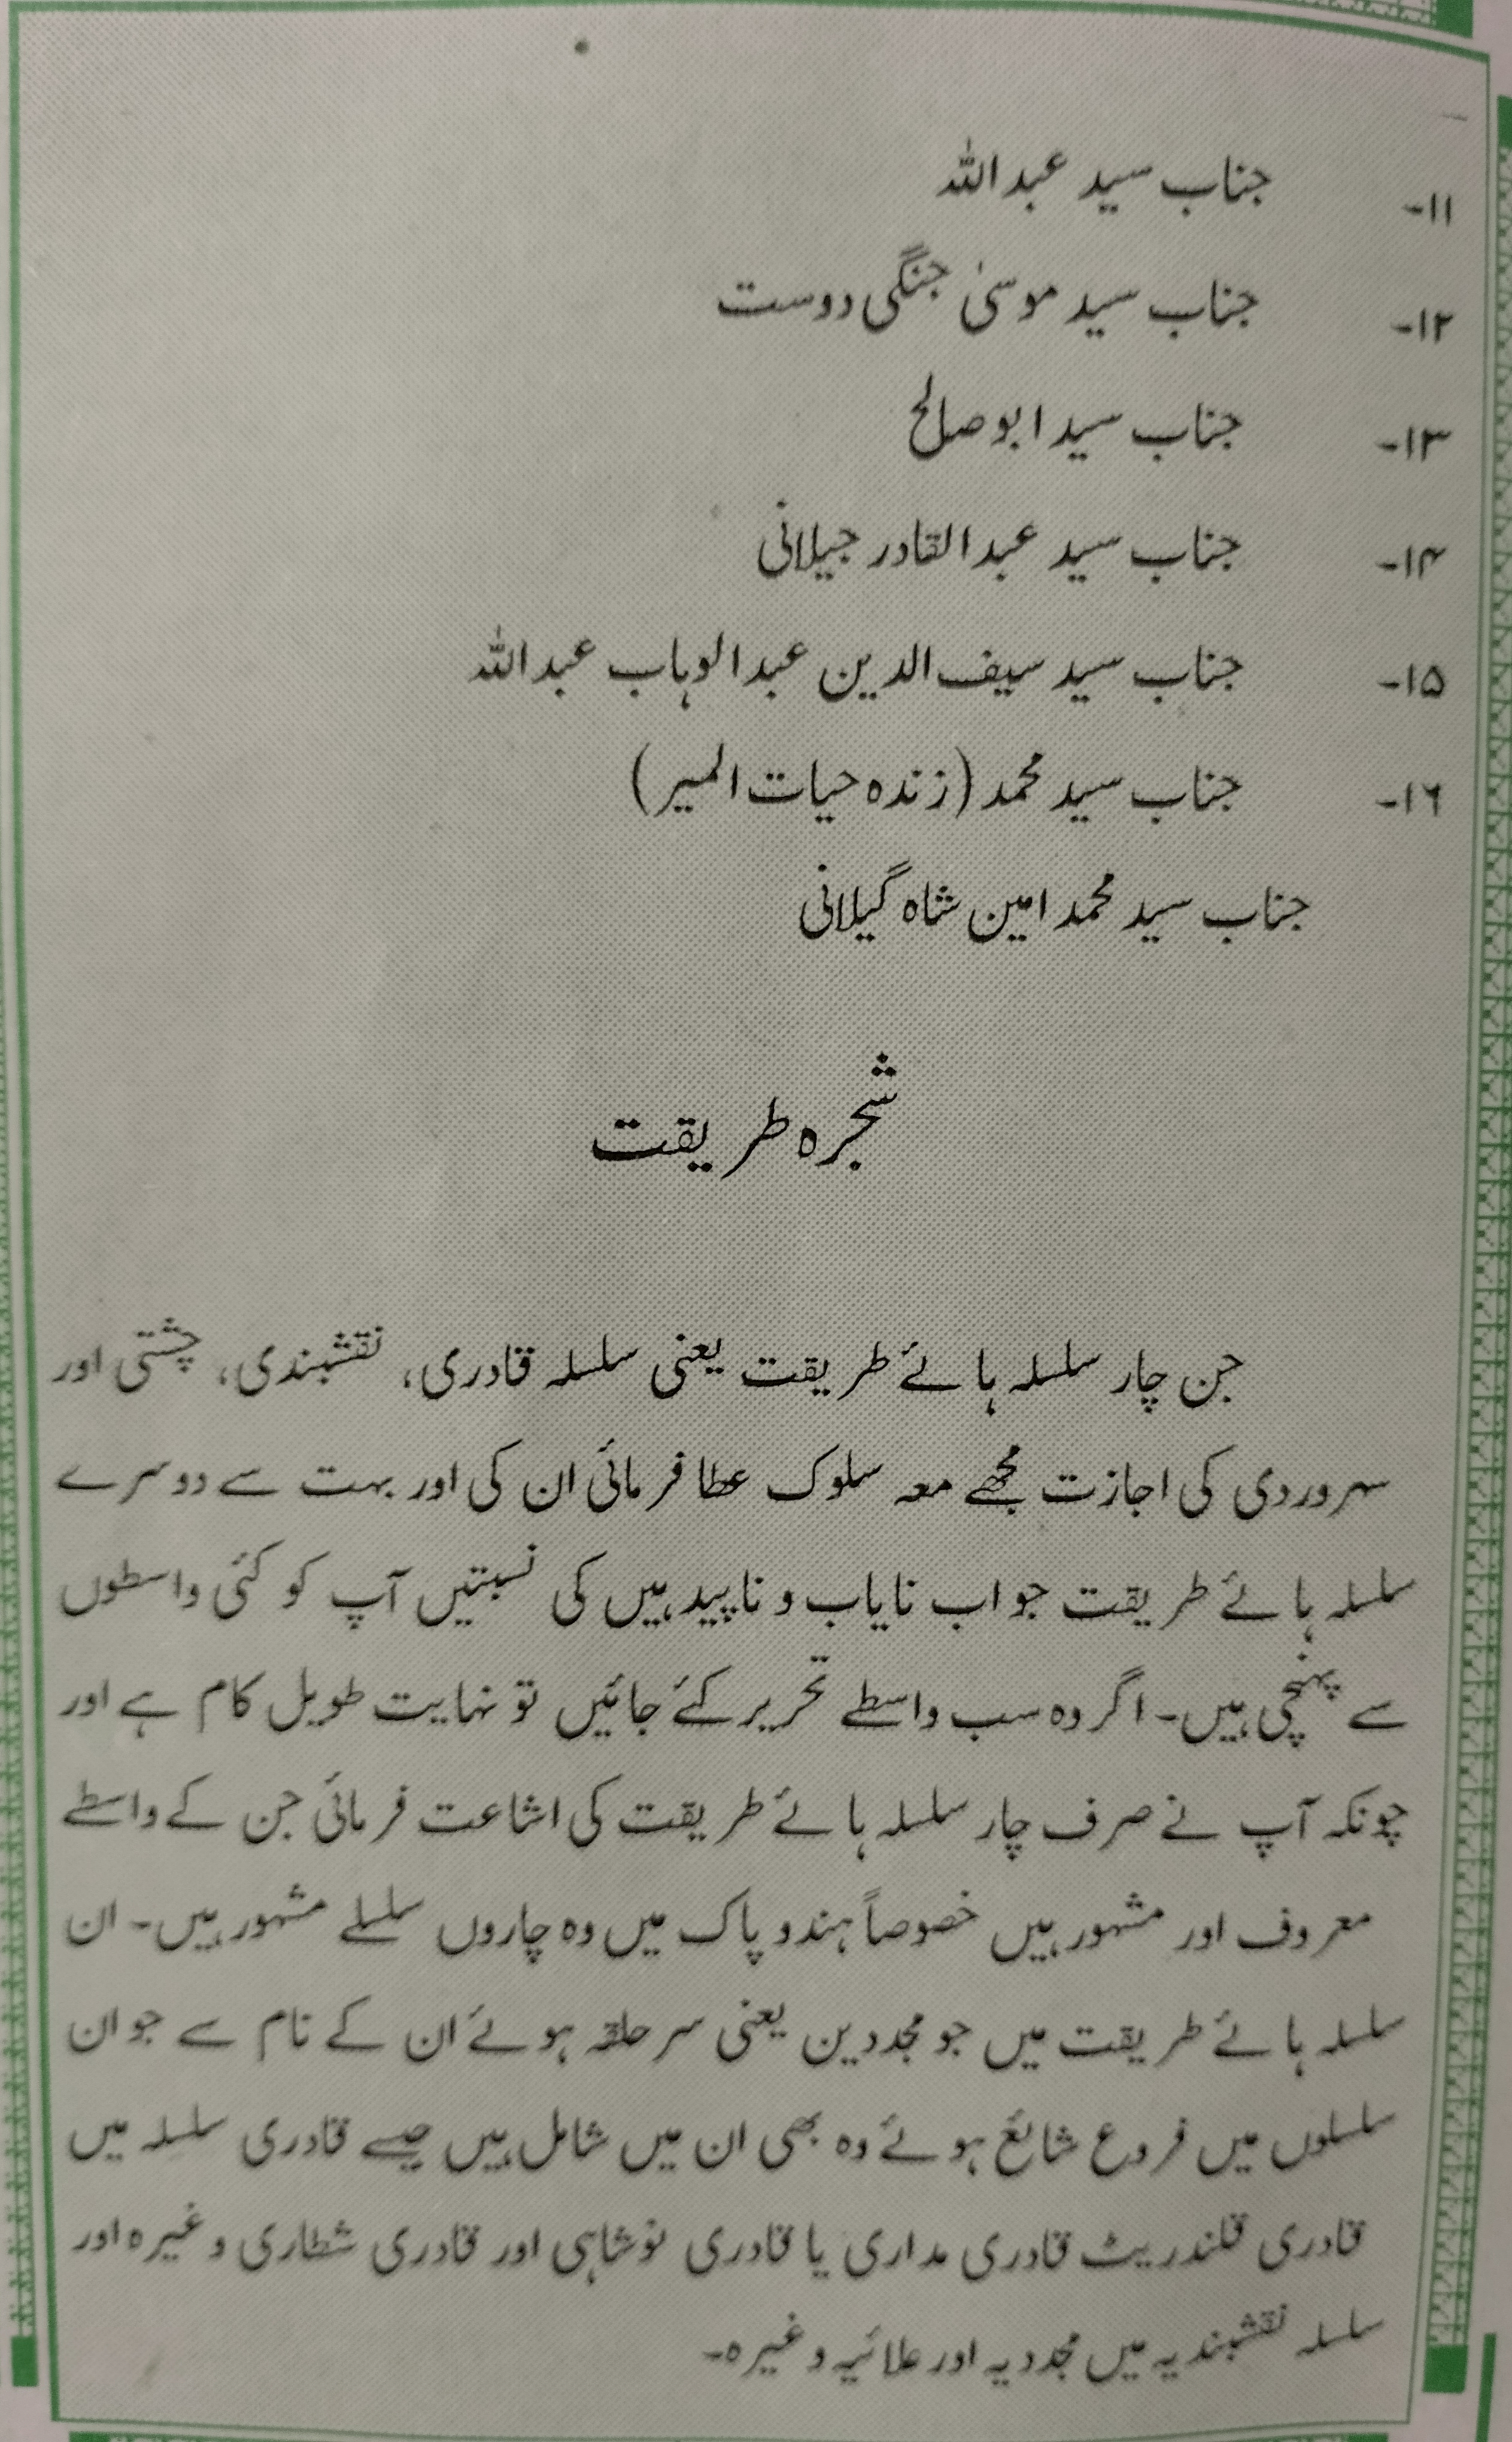 ۱۱- جناب سید عبداللہ
۱۲- جناب سید موسیٰ جنگی دوست
۱۳- جناب سید ابو صالح
۱۴- جناب سید عبدالقادر جیلانی
۱۵- جناب سید سیف الدین عبدالوہاب عبداللہ
۱۶- جناب سید محمد (زندہ حیات المیر)
جناب سید محمد امین شاہ گیلانی
شجرہ طریقت
جن چار سلسلہ ہائے طریقت یعنی سلسلہ قادری، نقشبندی، چشتی اور
سہروردی کی اجازت مجھے معہ سلوک عطا فرمائی ان کی اور بہت سے دوسرے
سلسلہ ہائے طریقت جو اب نایاب و ناپید ہیں کی نسبتیں آپ کو کئی واسطوں
سے پہنچی ہیں۔ اگر وہ سب واسطے تحریر کئے جائیں تو نہایت طویل کام ہے اور
چونکہ آپ نے صرف چار سلسلہ ہائے طریقت کی اشاعت فرمائی جن کے واسطے
معروف اور مشہور ہیں خصوصاً ہندو پاک میں وہ چاروں سلسلے مشہور ہیں۔ ان
سلسلہ ہائے طریقت میں جو مجددین یعنی سر حلقہ ہوئے ان کے نام سے جو ان
سلسلوں میں فروع شائع ہوئے وہ بھی ان میں شامل ہیں جیسے قادری سلسلہ میں
قادری قلندریٹ قادری مداری یا قادری نوشاہی اور قادری شطاری وغیرہ اور
سلسلہ نقشبندیہ میں مجددیہ اور علائیہ وغیرہ۔